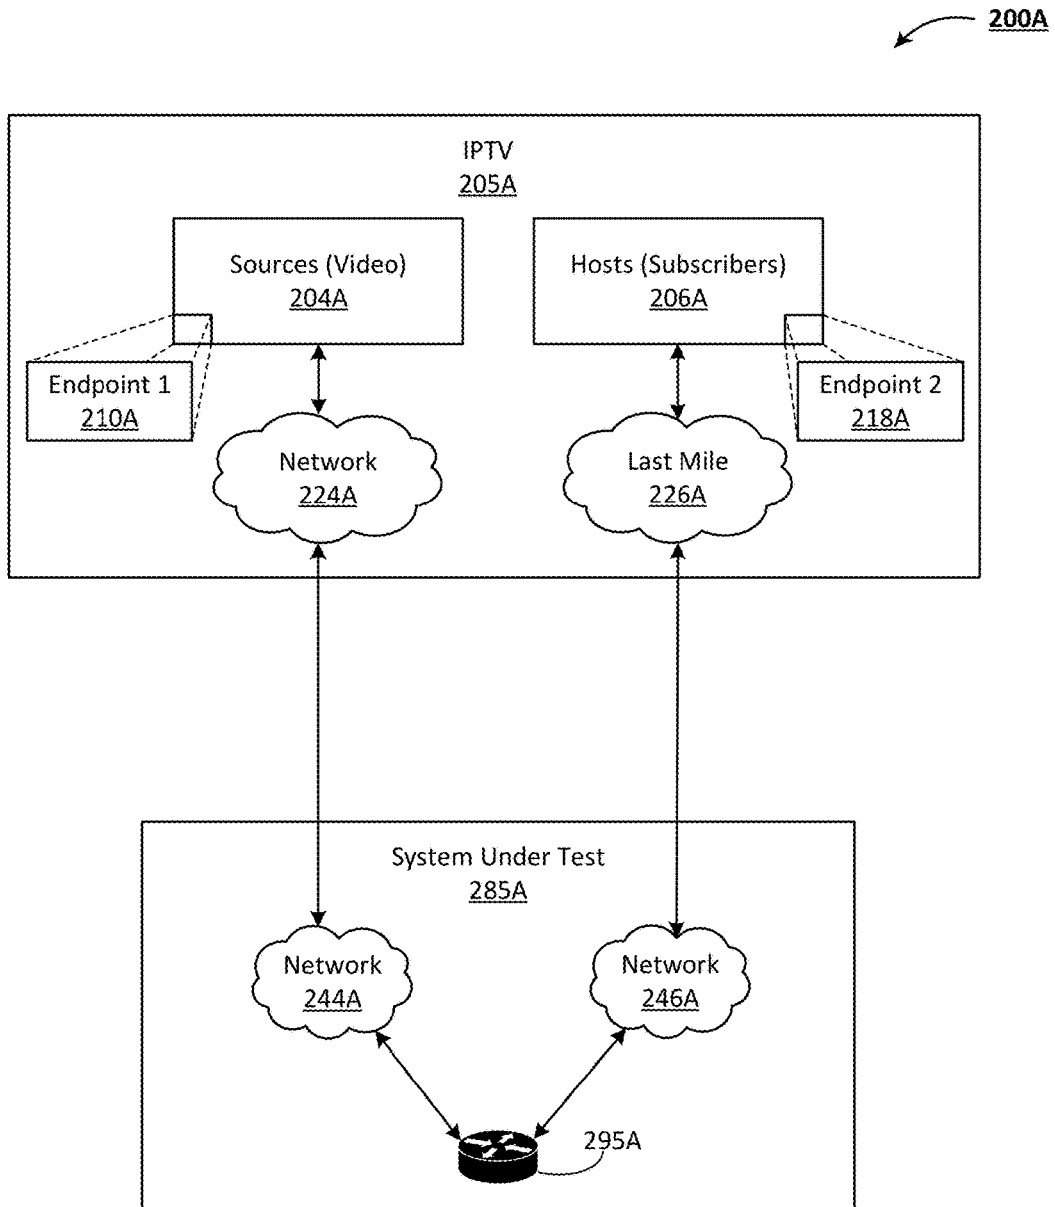 200A
IPTV
205A
Sources (Video)
204A
Hosts (Subscribers)
206A
Endpoint 1
210A
Endpoint 2
218A
Network
224A
Last Mile
226A
System Under Test
285A
Network
244A
Network
246A
295A